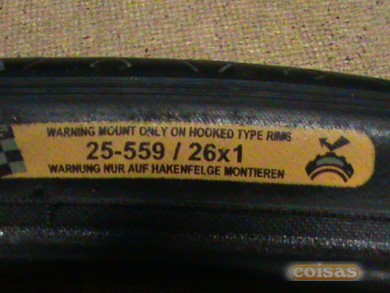 WARNING MOUNT ONLY ON HOOKED TYPE RIMS
25-559 / 26x1
WARNUNG NUR AUF HAKENFELGE MONTIEREN
coisas